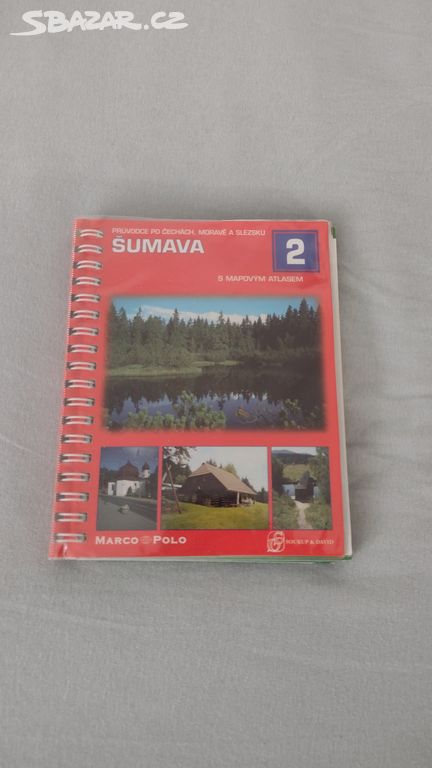 SBAZAR.CZ
PRŮVODCE PO ČECHÁCH, MORAVĚ A SLEZSKU
ŠUMAVA
2
S MAPOVÝM ATLASEM
MARCO POLO
SOUKUP & DAVID